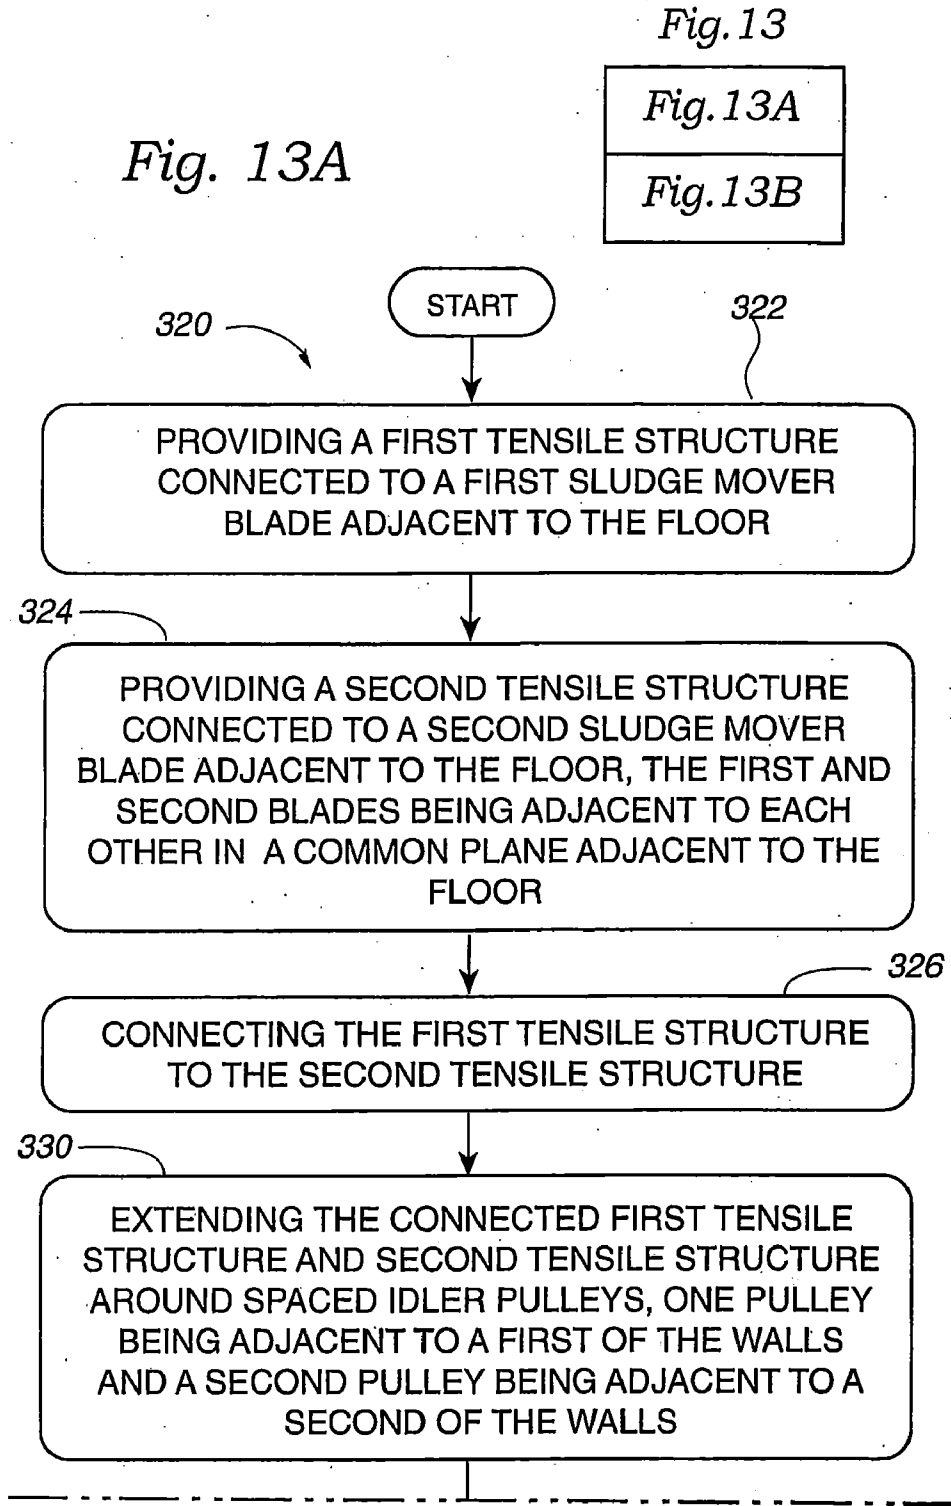 Fig. 13
Fig. 13A
Fig. 13B
Fig. 13A
START
320
322
PROVIDING A FIRST TENSILE STRUCTURE
CONNECTED TO A FIRST SLUDGE MOVER
BLADE ADJACENT TO THE FLOOR
324
PROVIDING A SECOND TENSILE STRUCTURE
CONNECTED TO A SECOND SLUDGE MOVER
BLADE ADJACENT TO THE FLOOR, THE FIRST AND
SECOND BLADES BEING ADJACENT TO EACH
OTHER IN A COMMON PLANE ADJACENT TO THE
FLOOR
326
CONNECTING THE FIRST TENSILE STRUCTURE
TO THE SECOND TENSILE STRUCTURE
330
EXTENDING THE CONNECTED FIRST TENSILE
STRUCTURE AND SECOND TENSILE STRUCTURE
AROUND SPACED IDLER PULLEYS, ONE PULLEY
BEING ADJACENT TO A FIRST OF THE WALLS
AND A SECOND PULLEY BEING ADJACENT TO A
SECOND OF THE WALLS